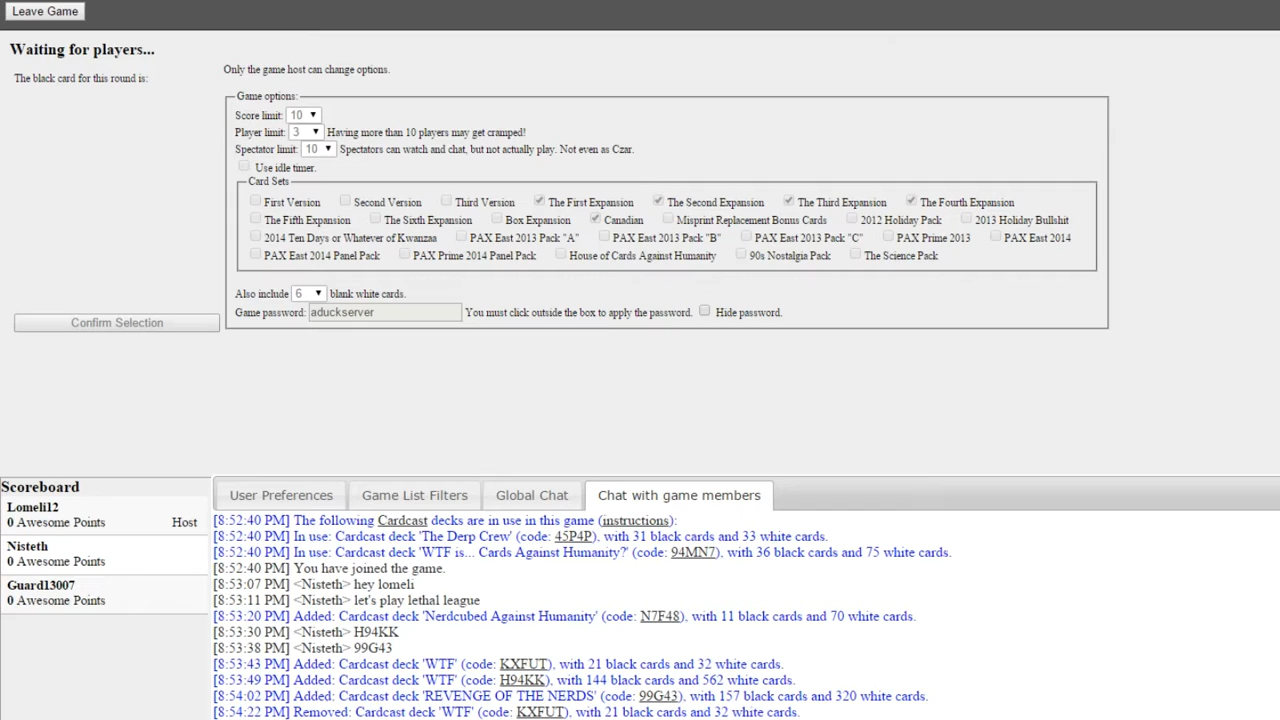 Leave Game
Waiting for players...
The black card for this round is:
Only the game host can change options.
Game options:
Score limit: 10
Player limit: 3 Having more than 10 players may get cramped!
Spectator limit: 10 Spectators can watch and chat, but not actually play. Not even as Czar.
Use idle timer.
Card Sets
First Version Second Version Third Version The First Expansion The Second Expansion The Third Expansion The Fourth Expansion
The Fifth Expansion The Sixth Expansion Box Expansion Canadian Misprint Replacement Bonus Cards 2012 Holiday Pack 2013 Holiday Bullshit
2014 Ten Days or Whatever of Kwanzaa PAX East 2013 Pack "A" PAX East 2013 Pack "B" PAX East 2013 Pack "C" PAX Prime 2013 PAX East 2014
PAX East 2014 Panel Pack PAX Prime 2014 Panel Pack House of Cards Against Humanity 90s Nostalgia Pack The Science Pack
Also include 6 blank white cards.
Game password: aduckserver You must click outside the box to apply the password. Hide password.
Confirm Selection
Scoreboard
Lomeli12
0 Awesome Points Host
Nisteth
0 Awesome Points
Guard13007
0 Awesome Points
User Preferences Game List Filters Global Chat Chat with game members
[8:52:40 PM] The following Cardcast decks are in use in this game (instructions):
[8:52:40 PM] In use: Cardcast deck 'The Derp Crew' (code: 45P4P), with 31 black cards and 33 white cards.
[8:52:40 PM] In use: Cardcast deck 'WTF is... Cards Against Humanity?' (code: 94MN7), with 36 black cards and 75 white cards.
[8:52:40 PM] You have joined the game.
[8:53:07 PM] <Nisteth> hey lomeli
[8:53:11 PM] <Nisteth> let's play lethal league
[8:53:20 PM] Added: Cardcast deck 'Nerdcubed Against Humanity' (code: N7F48), with 11 black cards and 70 white cards.
[8:53:30 PM] <Nisteth> H94KK
[8:53:38 PM] <Nisteth> 99G43
[8:53:43 PM] Added: Cardcast deck 'WTF' (code: KXFUT), with 21 black cards and 32 white cards.
[8:53:49 PM] Added: Cardcast deck '' (code: H94KK), with 144 black cards and 562 white cards.
[8:54:02 PM] Added: Cardcast deck 'REVENGE OF THE NERDS' (code: 99G43), with 157 black cards and 320 white cards.
[8:54:22 PM] Removed: Cardcast deck 'WTF' (code: KXFUT), with 21 black cards and 32 white cards.